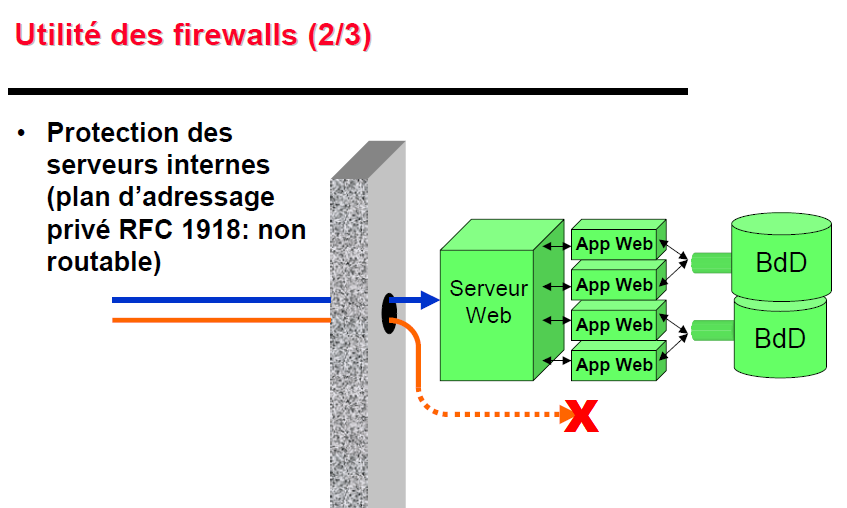 Utilité des firewalls (2/3)
• Protection des
serveurs internes
(plan d’adressage
privé RFC 1918: non
routable)
Serveur
Web
App Web
App Web
App Web
App Web
BdD
BdD
X